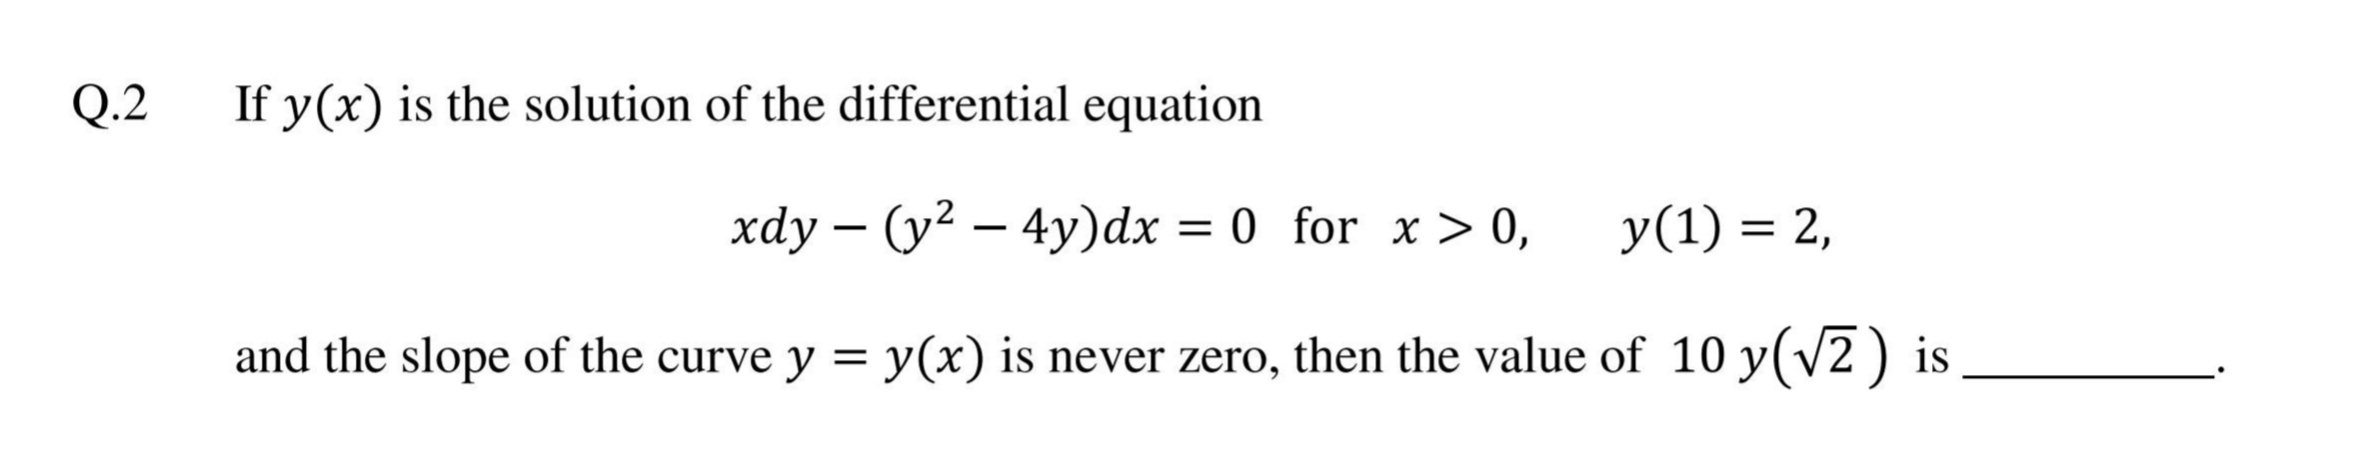 Q.2 If y(x) is the solution of the differential equation
xdy − (y² − 4y)dx = 0 for x > 0, y(1) = 2,
and the slope of the curve y = y(x) is never zero, then the value of 10 y(√2) is ________.